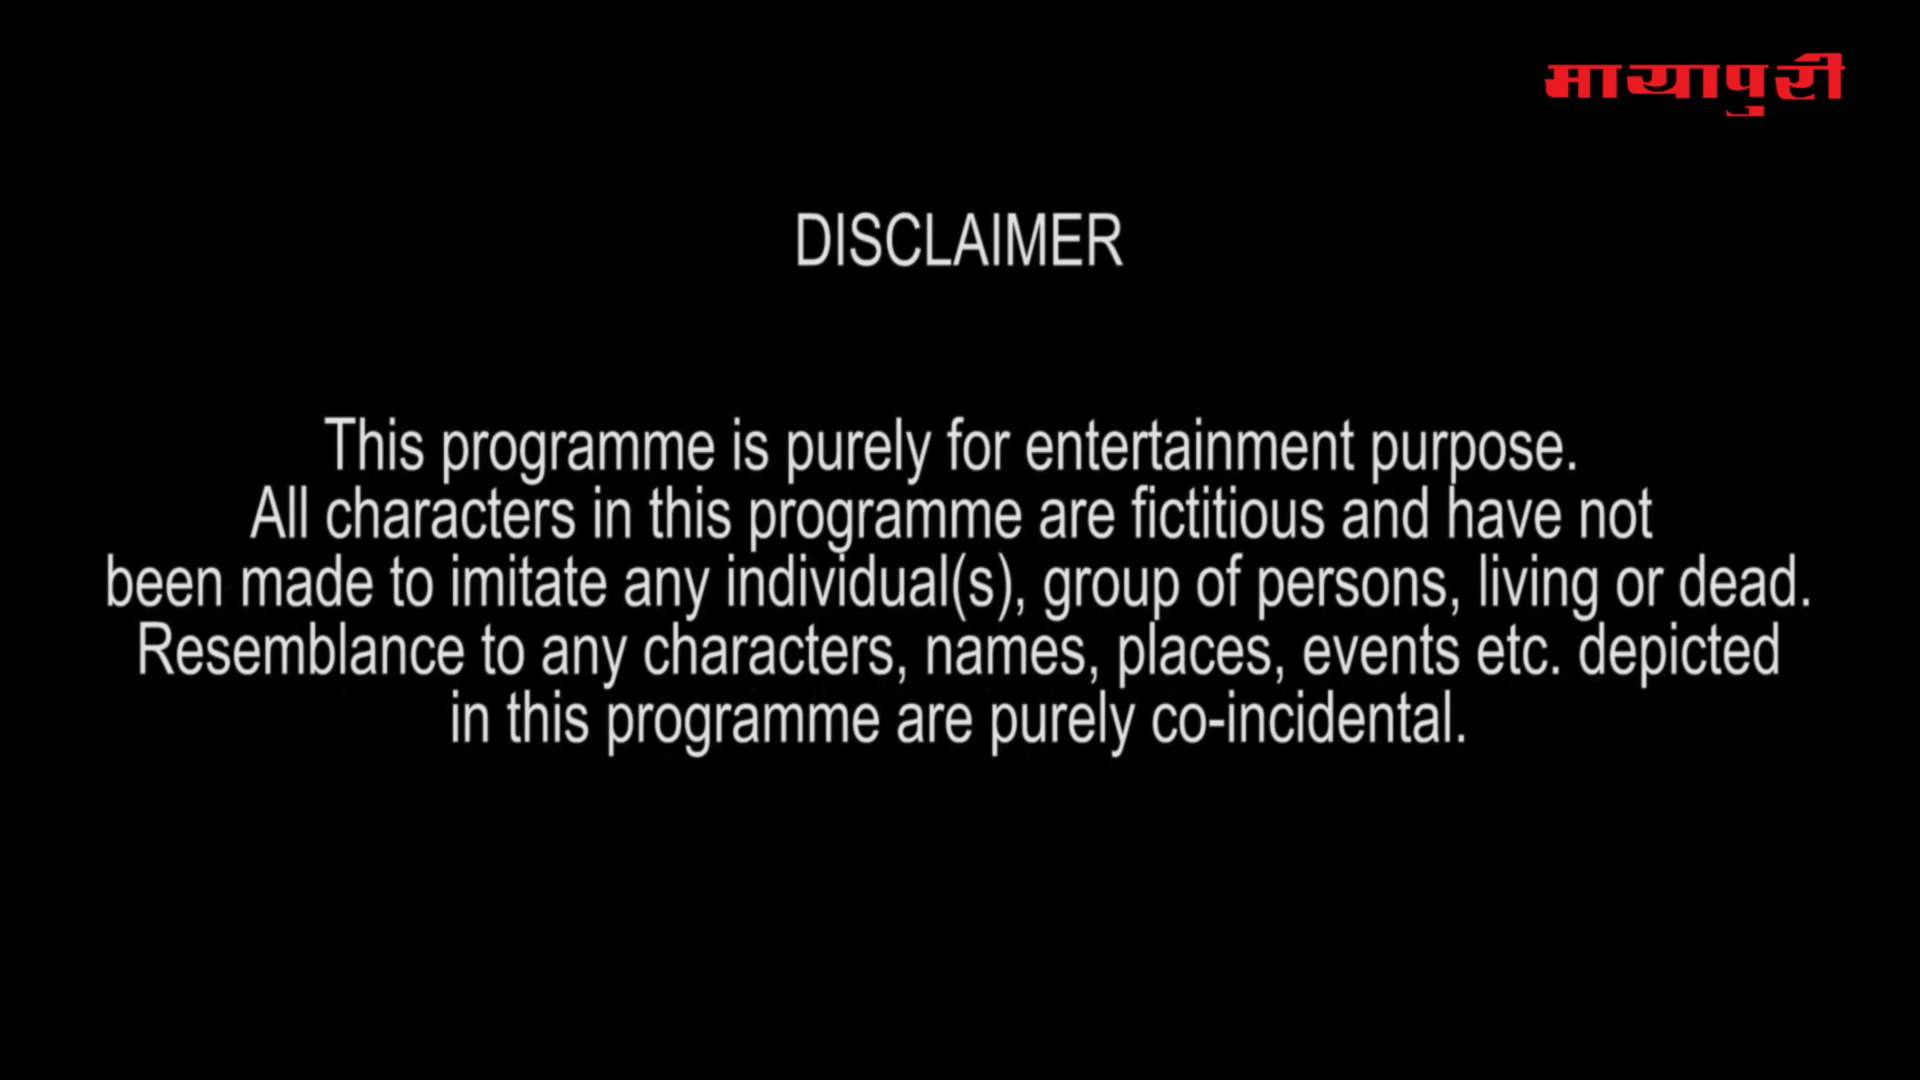 मायापुरी
DISCLAIMER
This programme is purely for entertainment purpose.
All characters in this programme are fictitious and have not
been made to imitate any individual(s), group of persons, living or dead.
Resemblance to any characters, names, places, events etc. depicted
in this programme are purely co-incidental.